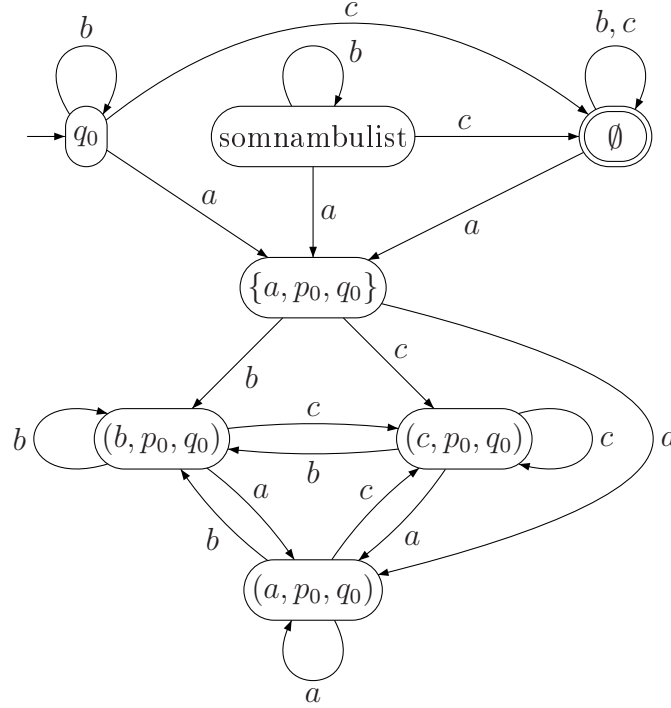 b
c
b
b, c
q₀
somnambulist
c
∅
a
a
a
{a, p₀, q₀}
b
c
a
b
(b, p₀, q₀)
c
(c, p₀, q₀)
c
b
a
c
b
a
(a, p₀, q₀)
a